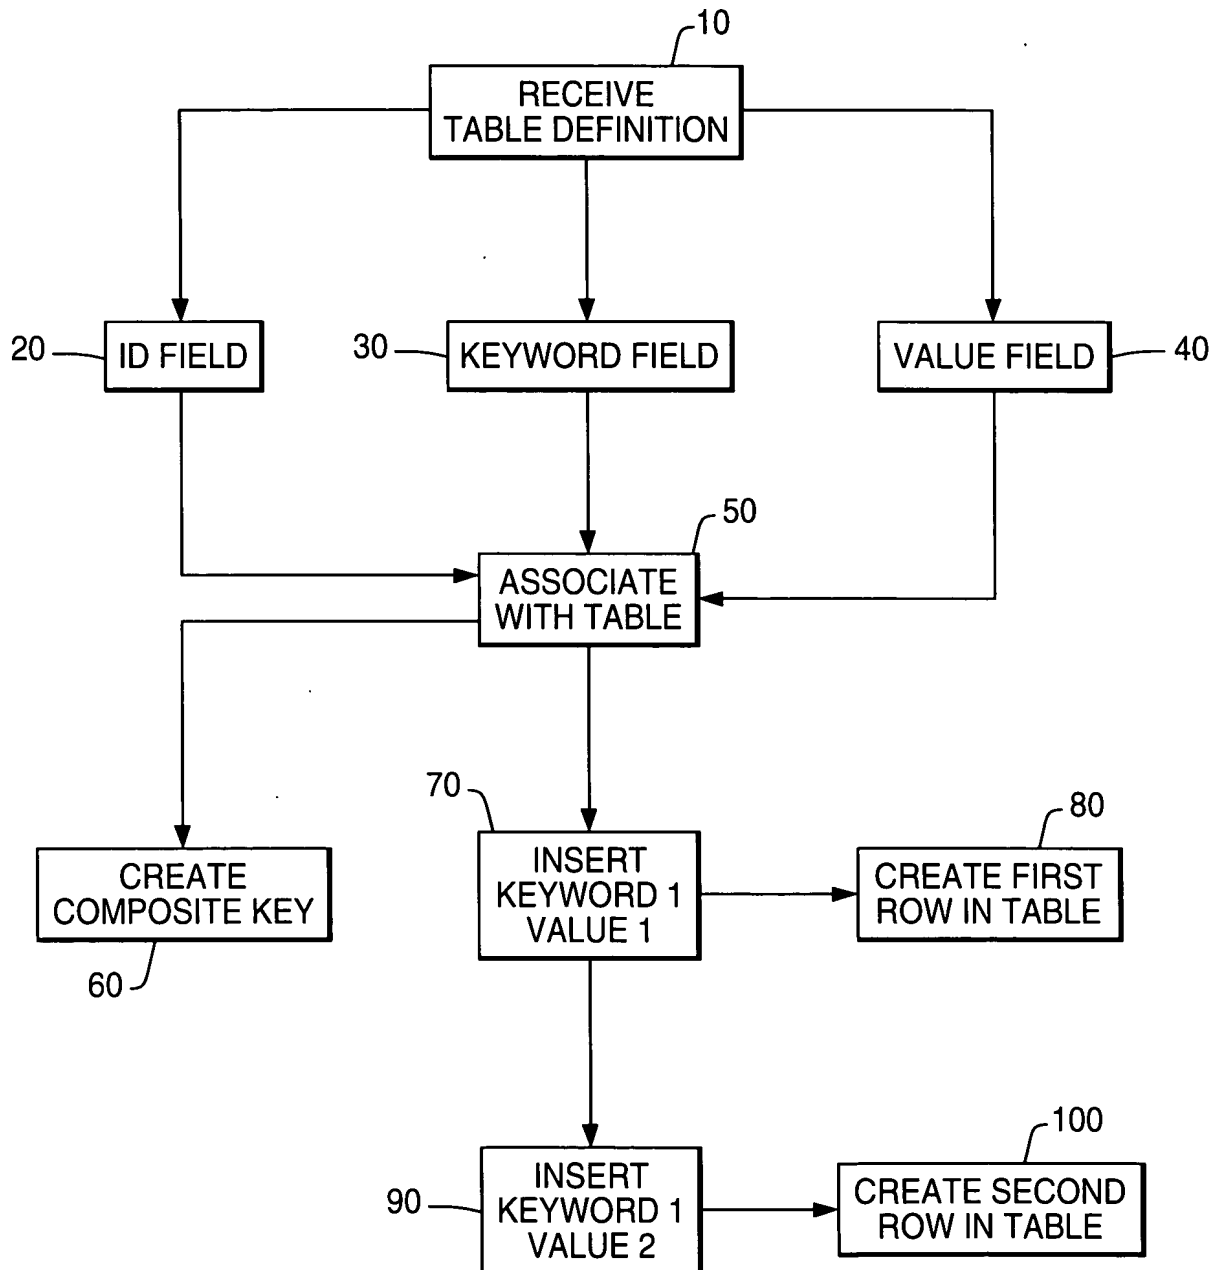 10
RECEIVE
TABLE DEFINITION
20
ID FIELD
30
KEYWORD FIELD
VALUE FIELD
40
50
ASSOCIATE
WITH TABLE
60
CREATE
COMPOSITE KEY
70
INSERT
KEYWORD 1
VALUE 1
80
CREATE FIRST
ROW IN TABLE
90
INSERT
KEYWORD 1
VALUE 2
100
CREATE SECOND
ROW IN TABLE